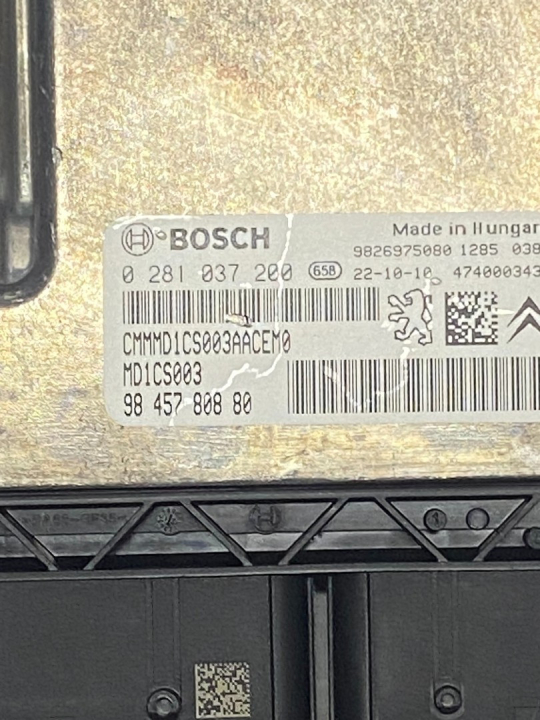 BOSCH
Made in Hungar
9826975080 1285 038
0 281 037 200 658 22-10-10 474000343
CMMMD1CS003AACEM0
MD1CS003
98 457 808 80